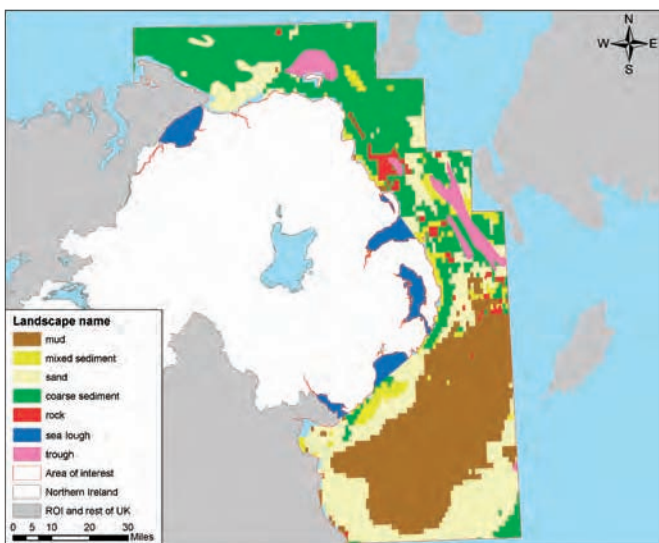 N
W E
S
Landscape name
mud
mixed sediment
sand
coarse sediment
rock
sea lough
trough
Area of interest
Northern Ireland
ROI and rest of UK
0 5 10 20 30
Miles